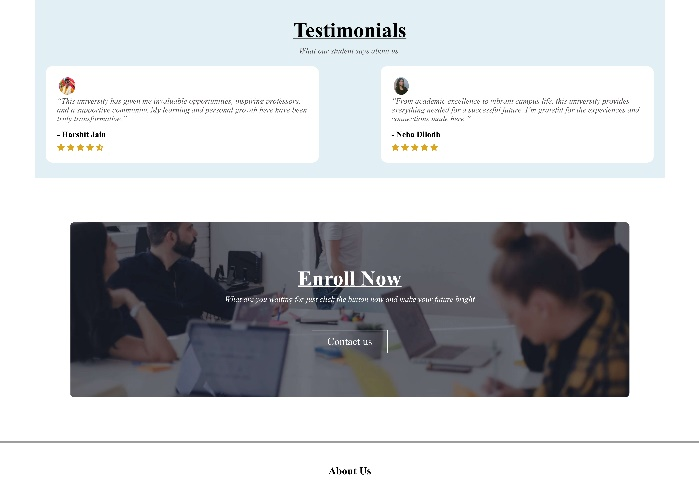 Testimonials
What our student says about us
"This university has given me invaluable opportunities, inspiring professors,
and a supportive community. My learning and personal growth here have been
truly transformative."
- Harshit Jain
"From academic excellence to vibrant campus life, this university provides
everything needed for a successful future. I'm grateful for the experiences and
connections made here."
- Neha
Enroll Now
What are you waiting for just click the button now and make your future bright
Contact us
About Us